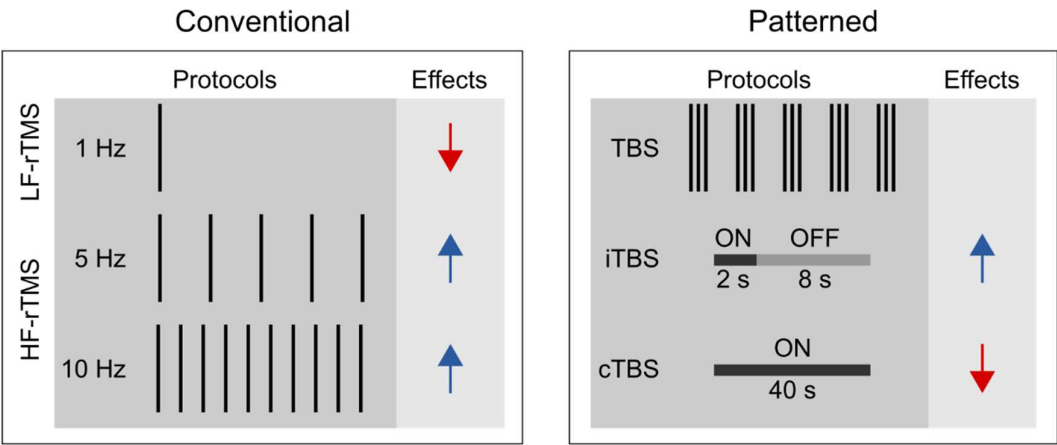 Conventional
Protocols Effects
LF-rTMS
1 Hz
HF-rTMS
5 Hz
10 Hz
Patterned
Protocols Effects
TBS
iTBS
ON OFF
2 s 8 s
cTBS
ON
40 s